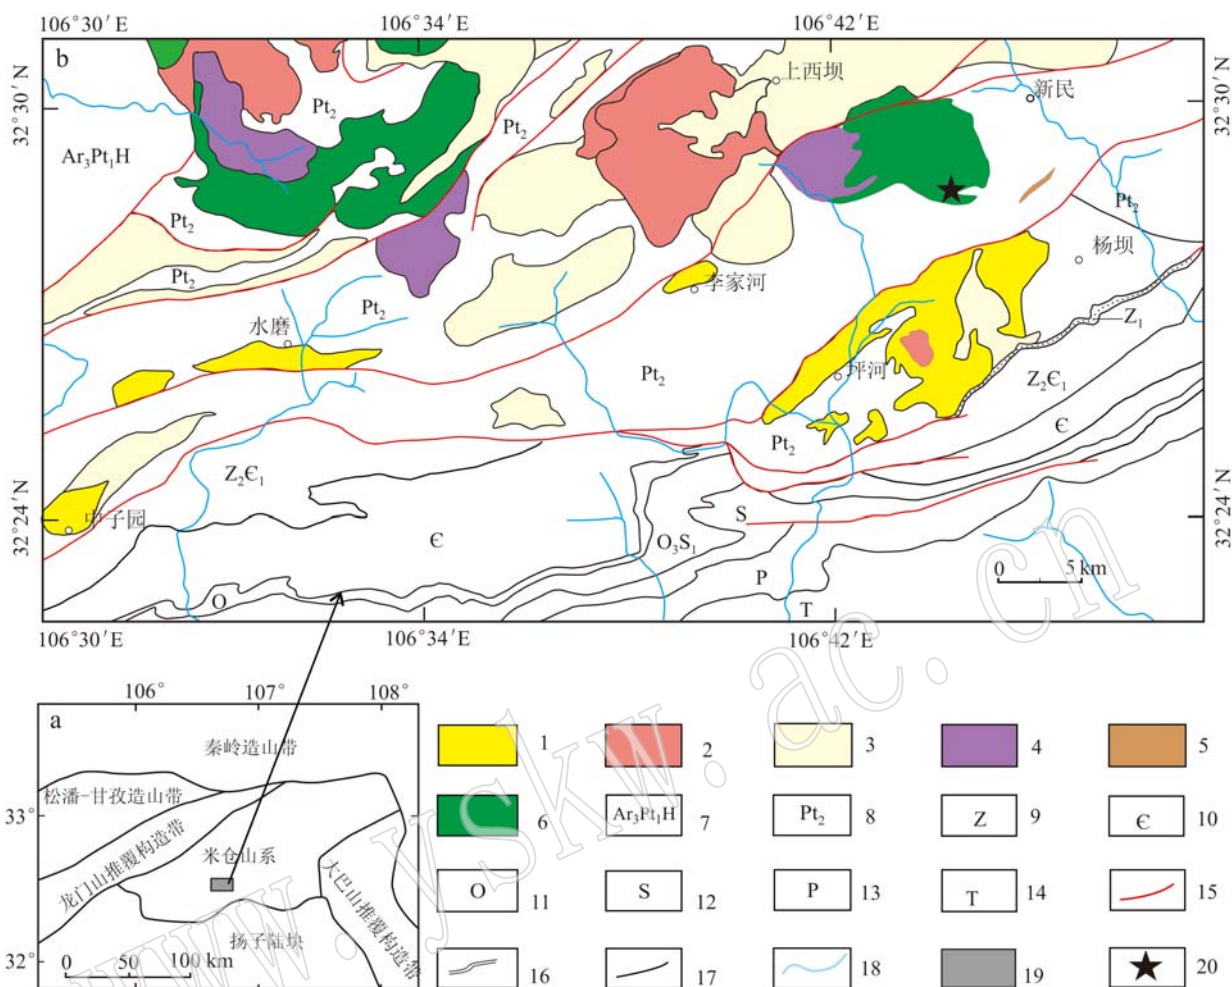 106°30′E 106°34′E 106°42′E
b
上西坝
新民
32°30′N
32°30′N
Pt₂
Pt₂
Ar₃Pt₁H
Pt₂
Pt₂
杨坝
Pt₂
Pt₂
李家河
水磨
Z₁
Pt₂
坪河
Z₂Є₁
Є
Pt₂
Z₂Є₁
32°24′N
32°24′N
中子园
S
Є
O₃S₁
P
0 5 km
O
T
106°30′E 106°34′E 106°42′E
106° 107° 108°
a
秦岭造山带
松潘-甘孜造山带
33°
龙门山推覆构造带
米仓山系
大巴山推覆构造带
扬子陆块
32°
0 50 100 km
1 2 3 4 5
6 Ar₃Pt₁H 7 Pt₂ 8 Z 9 Є 10
O 11 S 12 P 13 T 14 15
16 17 18 19 20
www.yskw.ac.cn